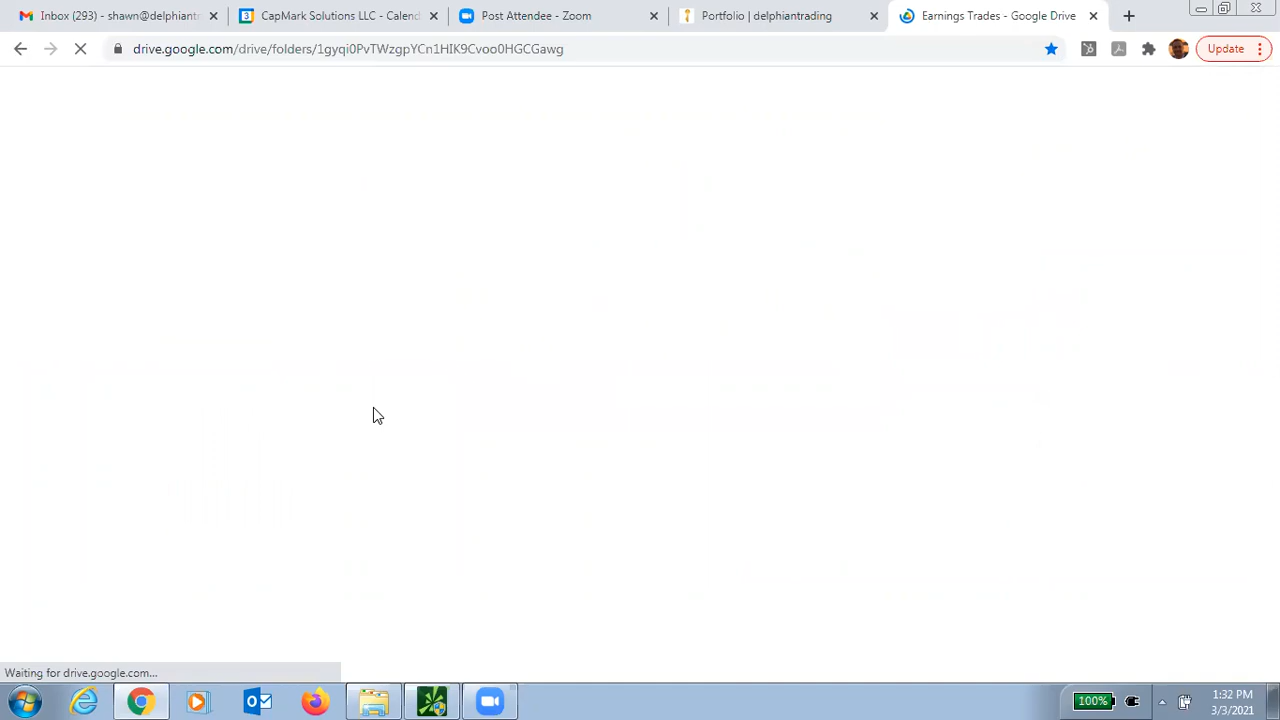 Inbox (293) - shawn@delphiant
CapMark Solutions LLC - Calend
Post Attendee - Zoom
Portfolio | delphiantrading
Earnings Trades - Google Drive
drive.google.com/drive/folders/1gyqi0PvTWzgpYCn1HIK9Cvoo0HGCGawg
Update
Waiting for drive.google.com...
100%
1:32 PM
3/3/2021